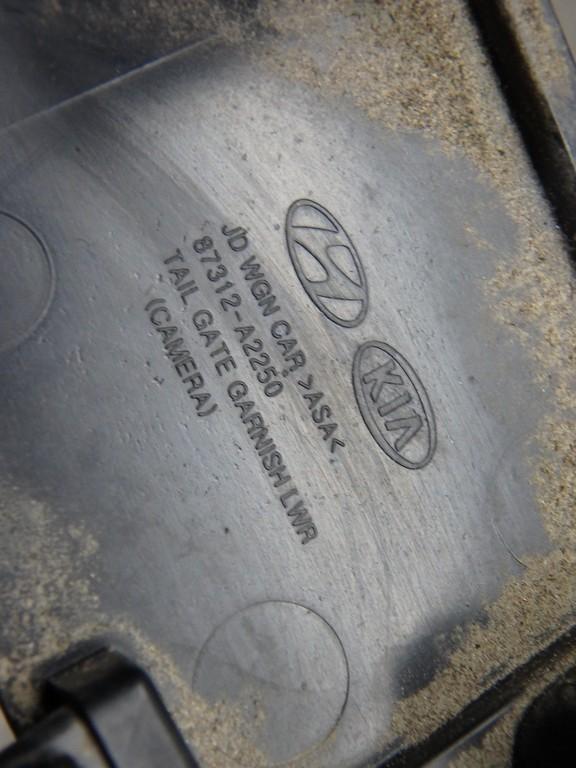 JD WGN CAR >ASA<
87312-A2250
TAIL GATE GARNISH LWR
(CAMERA)
KIA